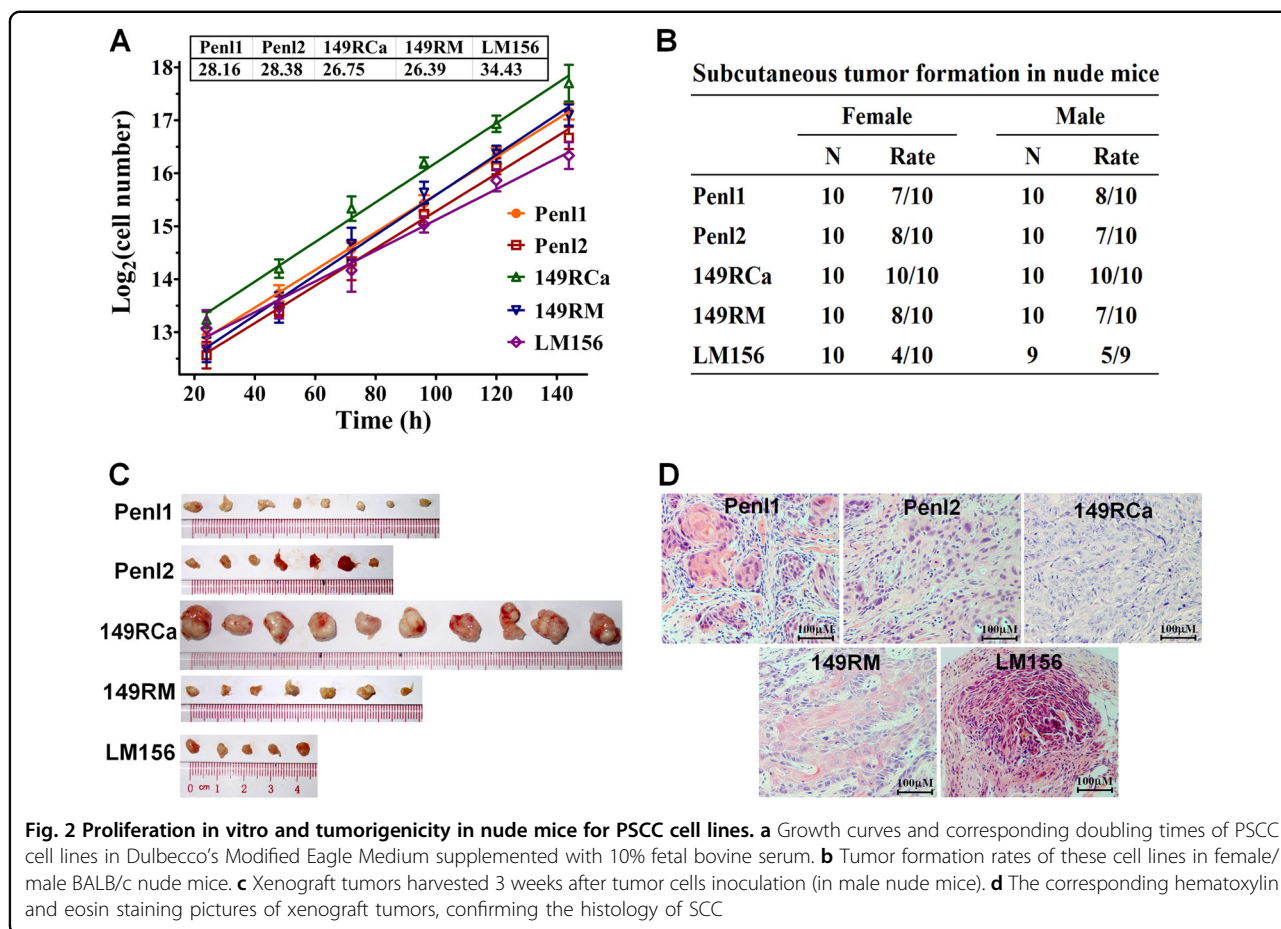 A
Penl1 Penl2 149RCa 149RM LM156
28.16 28.38 26.75 26.39 34.43
Log2(cell number)
18
17
16
15
14
13
20 40 60 80 100 120 140
Time (h)
Penl1
Penl2
149RCa
149RM
LM156
B
Subcutaneous tumor formation in nude mice
Female Male
N Rate N Rate
Penl1 10 7/10 10 8/10
Penl2 10 8/10 10 7/10
149RCa 10 10/10 10 10/10
149RM 10 8/10 10 7/10
LM156 10 4/10 9 5/9
C
Penl1
Penl2
149RCa
149RM
LM156
0 cm 1 2 3 4
D
Penl1
100μM
Penl2
100μM
149RCa
100μM
149RM
100μM
LM156
100μM
Fig. 2 Proliferation in vitro and tumorigenicity in nude mice for PSCC cell lines. a Growth curves and corresponding doubling times of PSCC
cell lines in Dulbecco's Modified Eagle Medium supplemented with 10% fetal bovine serum. b Tumor formation rates of these cell lines in female/
male BALB/c nude mice. c Xenograft tumors harvested 3 weeks after tumor cells inoculation (in male nude mice). d The corresponding hematoxylin
and eosin staining pictures of xenograft tumors, confirming the histology of SCC